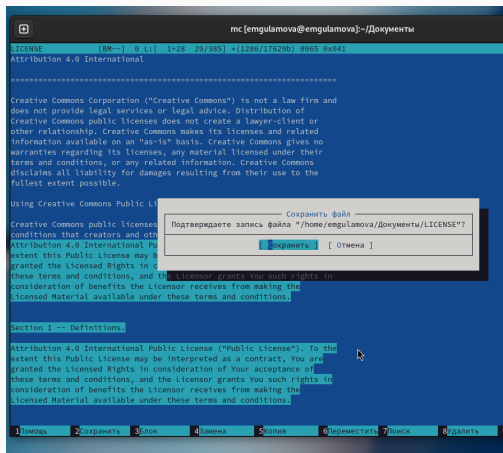 mc [emgulamova@emgulamova]:~/Документы
LICENSE [BM--] 0 L:[ 1+28 29/385] *(1286/17629b) 0065 0x041
Attribution 4.0 International
=======================================================================
Creative Commons Corporation ("Creative Commons") is not a law firm and
does not provide legal services or legal advice. Distribution of
Creative Commons public licenses does not create a lawyer-client or
other relationship. Creative Commons makes its licenses and related
information available on an "as-is" basis. Creative Commons gives no
warranties regarding its licenses, any material licensed under their
terms and conditions, or any related information. Creative Commons
disclaims all liability for damages resulting from their use to the
fullest extent possible.
Using Creative Commons Public Li
Сохранить файл
Подтверждаете запись файла "/home/emgulamova/Документы/LICENSE"?
[ Сохранить ] [ Отмена ]
Creative Commons public licenses
conditions that creators and oth
Attribution 4.0 International Pu
extent this Public License may b
granted the Licensed Rights in c
these terms and conditions, and the Licensor grants You such rights in
consideration of benefits the Licensor receives from making the
Licensed Material available under these terms and conditions.
Section 1 -- Definitions.
Attribution 4.0 International Public License ("Public License"). To the
extent this Public License may be interpreted as a contract, You are
granted the Licensed Rights in consideration of Your acceptance of
these terms and conditions, and the Licensor grants You such rights in
consideration of benefits the Licensor receives from making the
Licensed Material available under these terms and conditions.
1Помощь 2Сохранить 3Блок 4Замена 5Копия 6Переместить 7Поиск 8Удалить